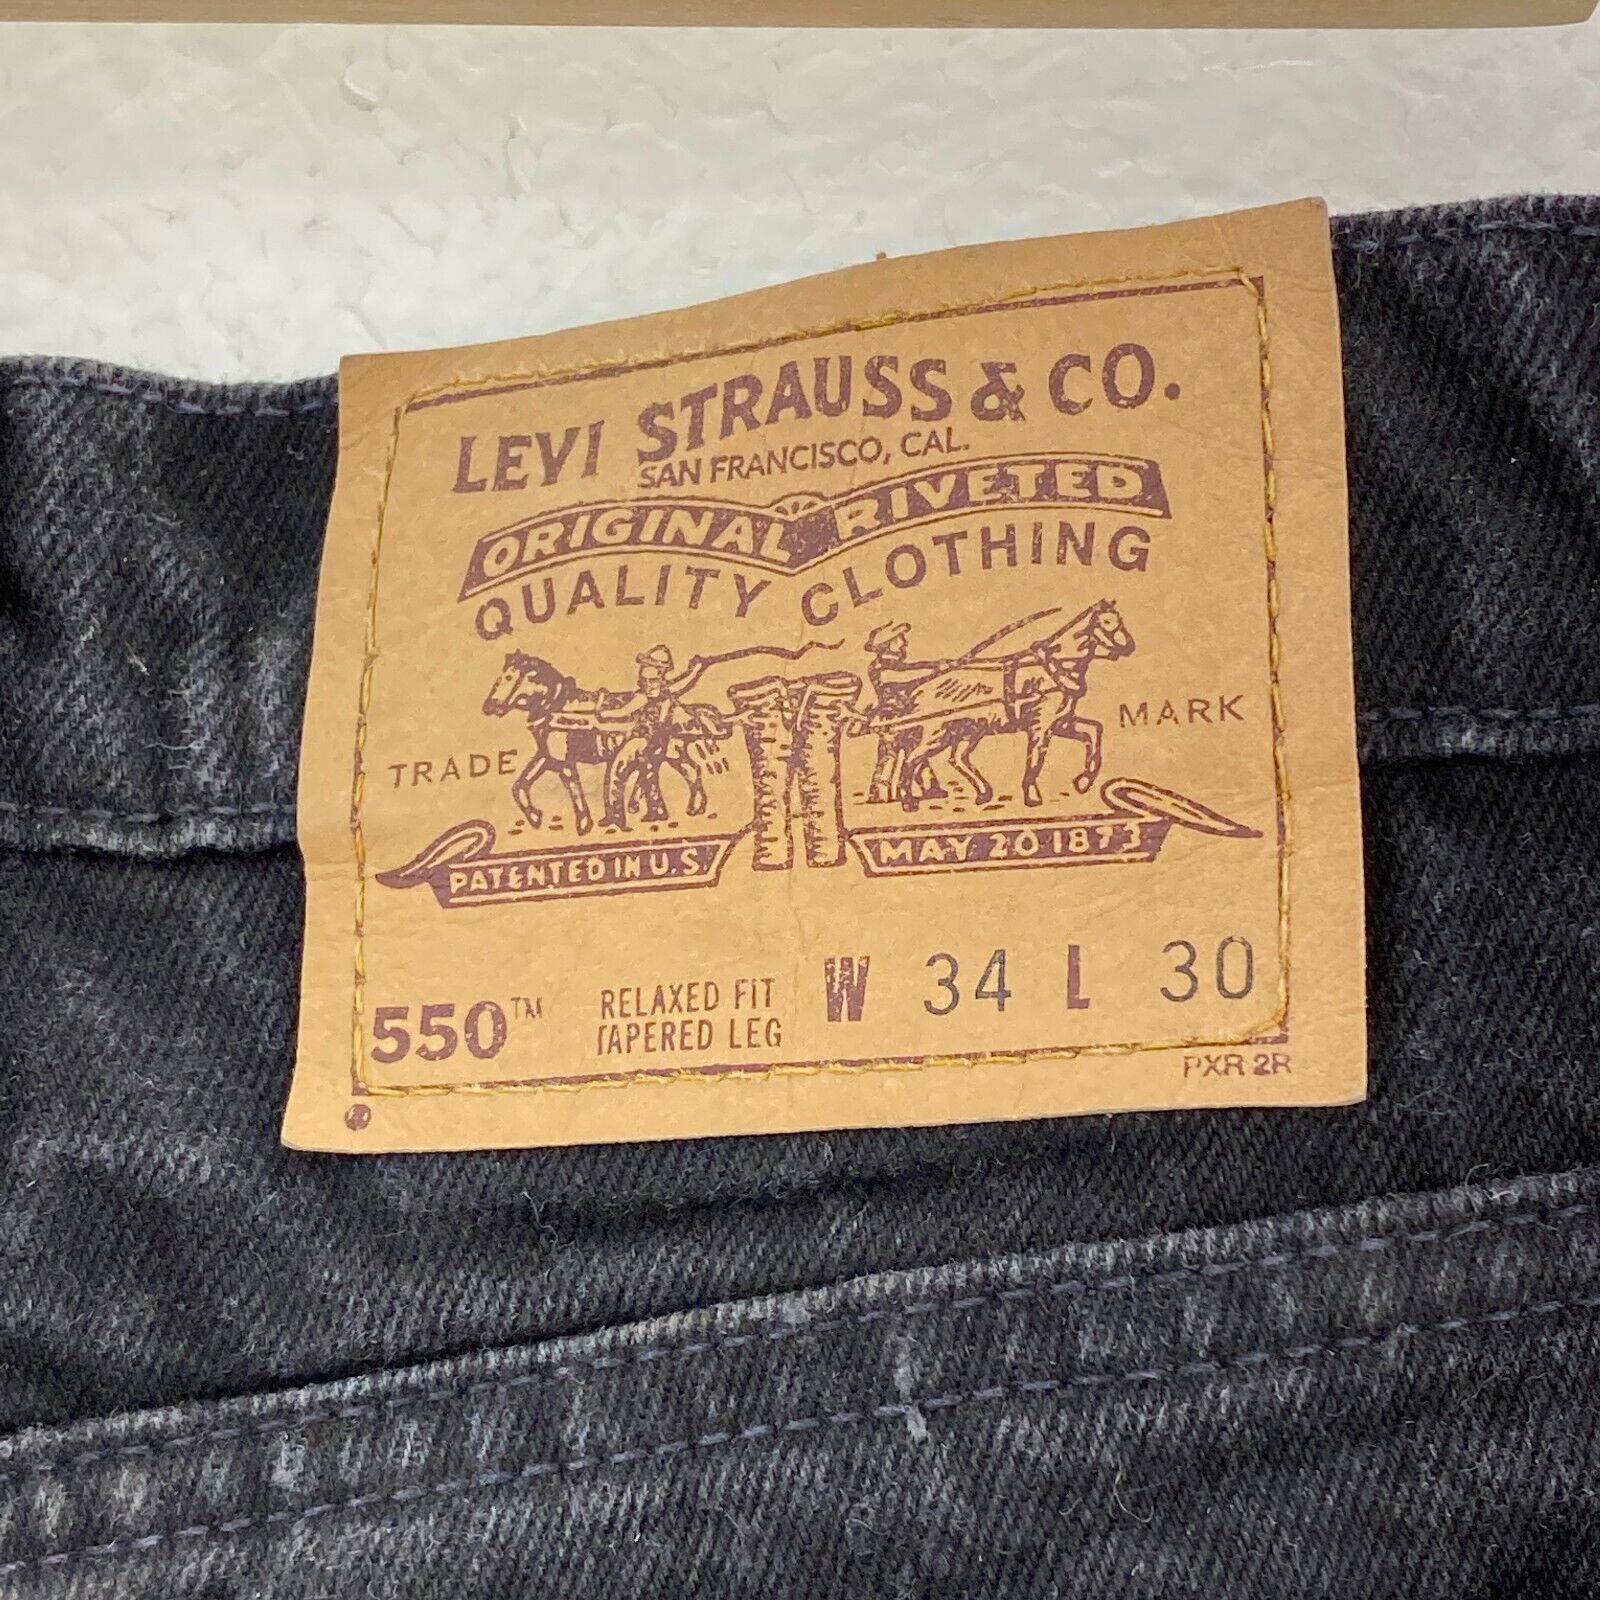 LEVI STRAUSS & CO.
SAN FRANCISCO, CAL.
ORIGINAL RIVETED
QUALITY CLOTHING
TRADE MARK
PATENTED IN U.S. MAY 20 1873
550™ RELAXED FIT W 34 L 30
TAPERED LEG
PXR 2R